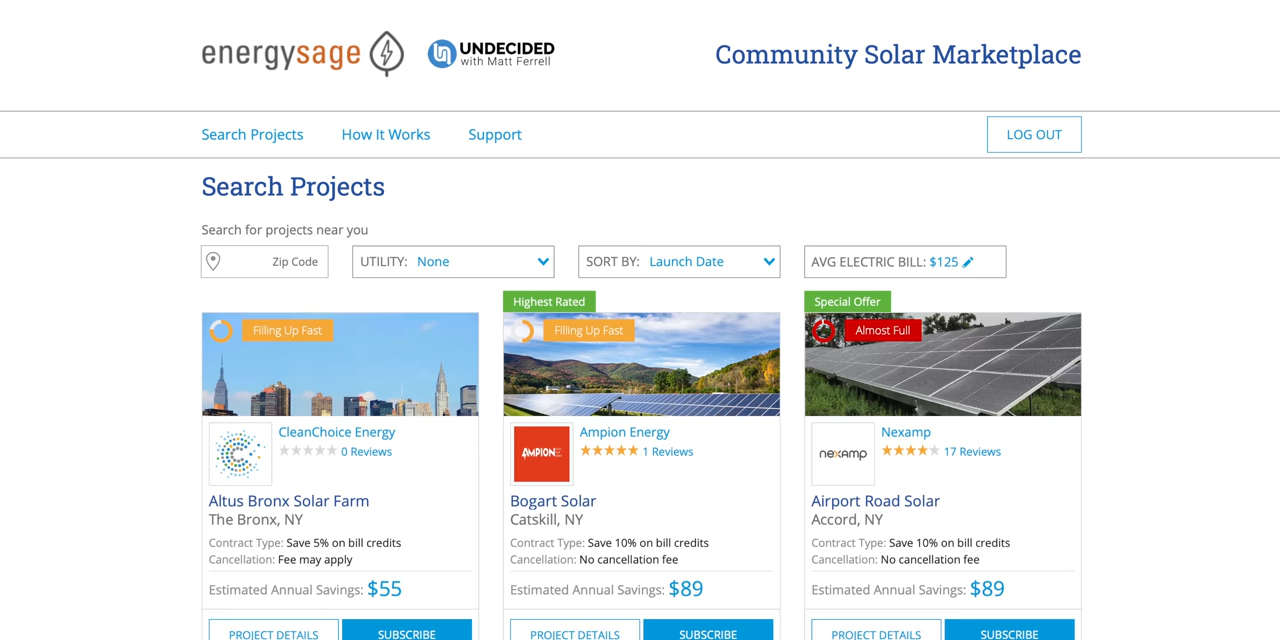 energysage
UNDECIDED
with Matt Ferrell
Community Solar Marketplace
Search Projects
How It Works
Support
LOG OUT
Search Projects
Search for projects near you
Zip Code
UTILITY: None
SORT BY: Launch Date
AVG ELECTRIC BILL: $125
Filling Up Fast
CleanChoice Energy
0 Reviews
Altus Bronx Solar Farm
The Bronx, NY
Contract Type: Save 5% on bill credits
Cancellation: Fee may apply
Estimated Annual Savings: $55
PROJECT DETAILS
SUBSCRIBE
Highest Rated
Filling Up Fast
AMPION
Ampion Energy
1 Reviews
Bogart Solar
Catskill, NY
Contract Type: Save 10% on bill credits
Cancellation: No cancellation fee
Estimated Annual Savings: $89
PROJECT DETAILS
SUBSCRIBE
Special Offer
Almost Full
nexamp
Nexamp
17 Reviews
Airport Road Solar
Accord, NY
Contract Type: Save 10% on bill credits
Cancellation: No cancellation fee
Estimated Annual Savings: $89
PROJECT DETAILS
SUBSCRIBE